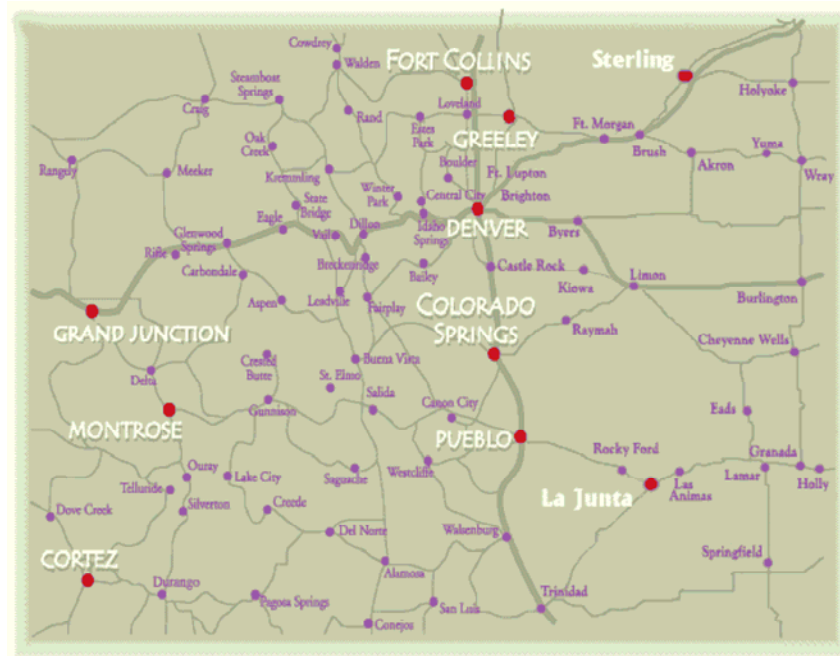 Cowdrey
Walden
FORT COLLINS
Sterling
Steamboat
Springs
Craig
Rand
Loveland
Estes
Park
GREELEY
Holyoke
Ft. Morgan
Brush
Oak
Creek
Rangely
Meeker
Kremmling
Boulder
Ft. Lupton
Akron
Yuma
Wray
Winter
Park
Central City
Brighton
State
Bridge
Eagle
Vail
Dillon
Idaho
Springs
DENVER
Byers
Glenwood
Springs
Rifle
Carbondale
Breckenridge
Bailey
Castle Rock
Kiowa
Limon
Burlington
Aspen
Leadville
Fairplay
GRAND JUNCTION
COLORADO
SPRINGS
Raymah
Cheyenne Wells
Delta
Crested
Butte
St. Elmo
Buena Vista
MONTROSE
Gunnison
Salida
Canon City
Eads
PUEBLO
Rocky Ford
Granada
Ouray
Lake City
Saguache
Westcliffe
Lamar
Holly
Telluride
La Junta
Las
Animas
Dove Creek
Silverton
Creede
Del Norte
Walsenburg
CORTEZ
Springfield
Alamosa
Durango
Pagosa Springs
San Luis
Trinidad
Conejos